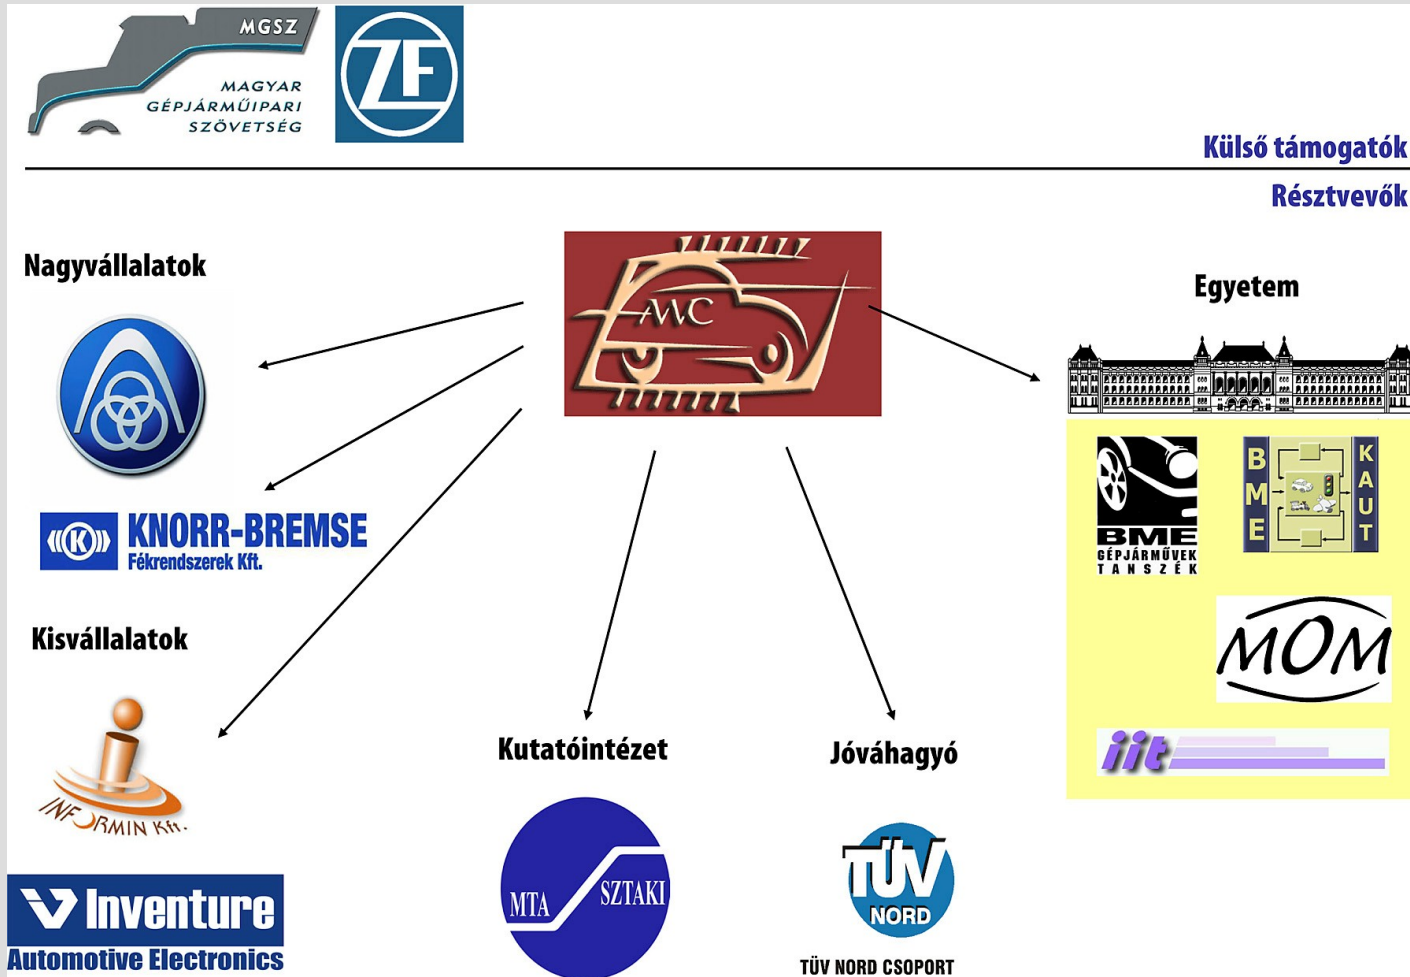 MGSZ
MAGYAR
GÉPJÁRMŰIPARI
SZÖVETSÉG
ZF
Külső támogatók
Résztvevők
Nagyvállalatok
Egyetem
BME
KAUT
BME
GÉPJÁRMŰVEK
TANSZÉK
KNORR-BREMSE
Fékrendszerek Kft.
MOM
iit
Kisvállalatok
INFORMIN Kft.
Inventure
Automotive Electronics
Kutatóintézet
MTA SZTAKI
Jóváhagyó
TÜV
NORD
TÜV NORD CSOPORT